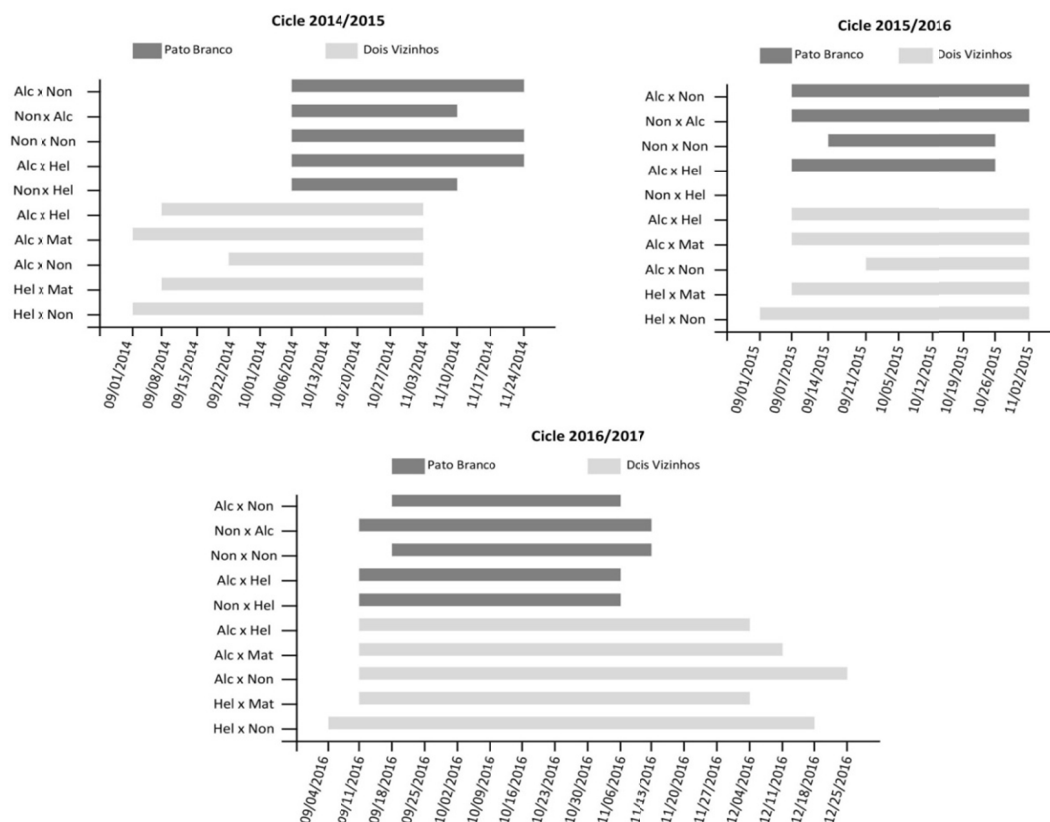 Cicle 2014/2015
Pato Branco
Dois Vizinhos
Alc x Non
Non x Alc
Non x Non
Alc x Hel
Non x Hel
Alc x Hel
Alc x Mat
Alc x Non
Hel x Mat
Hel x Non
09/01/2014
09/08/2014
09/15/2014
09/22/2014
10/01/2014
10/06/2014
10/13/2014
10/20/2014
10/27/2014
11/03/2014
11/10/2014
11/17/2014
11/24/2014
Cicle 2015/2016
Pato Branco
Dois Vizinhos
Alc x Non
Non x Alc
Non x Non
Alc x Hel
Non x Hel
Alc x Hel
Alc x Mat
Alc x Non
Hel x Mat
Hel x Non
09/01/2015
09/07/2015
09/14/2015
09/21/2015
10/05/2015
10/12/2015
10/19/2015
10/26/2015
11/02/2015
Cicle 2016/2017
Pato Branco
Dois Vizinhos
Alc x Non
Non x Alc
Non x Non
Alc x Hel
Non x Hel
Alc x Hel
Alc x Mat
Alc x Non
Hel x Mat
Hel x Non
09/04/2016
09/11/2016
09/18/2016
09/25/2016
10/02/2016
10/09/2016
10/16/2016
10/23/2016
10/30/2016
11/06/2016
11/13/2016
11/20/2016
11/27/2016
12/04/2016
12/11/2016
12/18/2016
12/25/2016